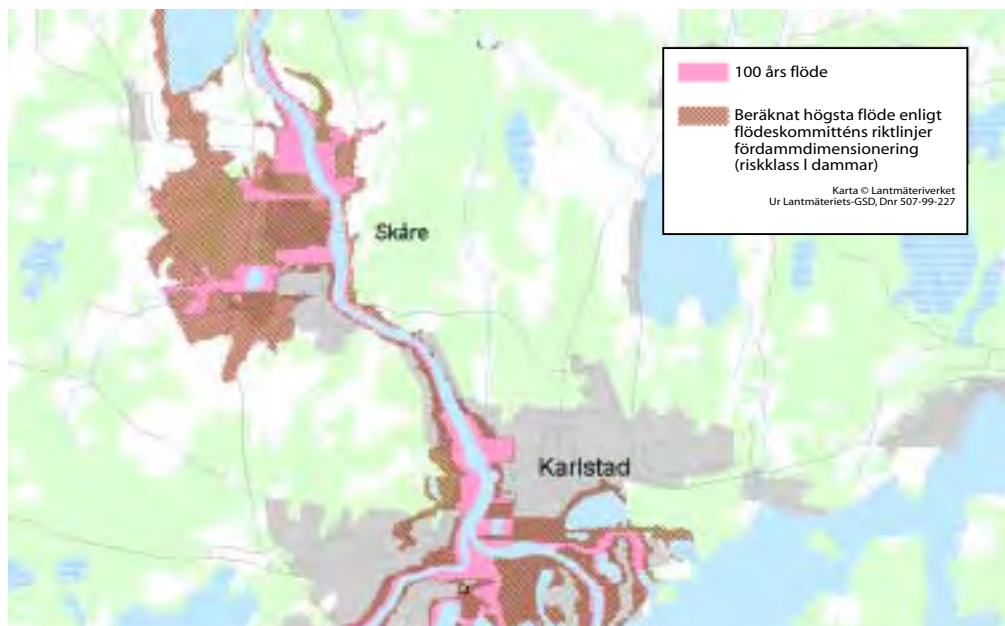 100 års flöde
Beräknat högsta flöde enligt
flödeskommitténs riktlinjer
fördammdimensionering
(riskklass I dammar)
Karta © Lantmäteriverket
Ur Lantmäteriets-GSD, Dnr 507-99-227
Skåre
Karlstad